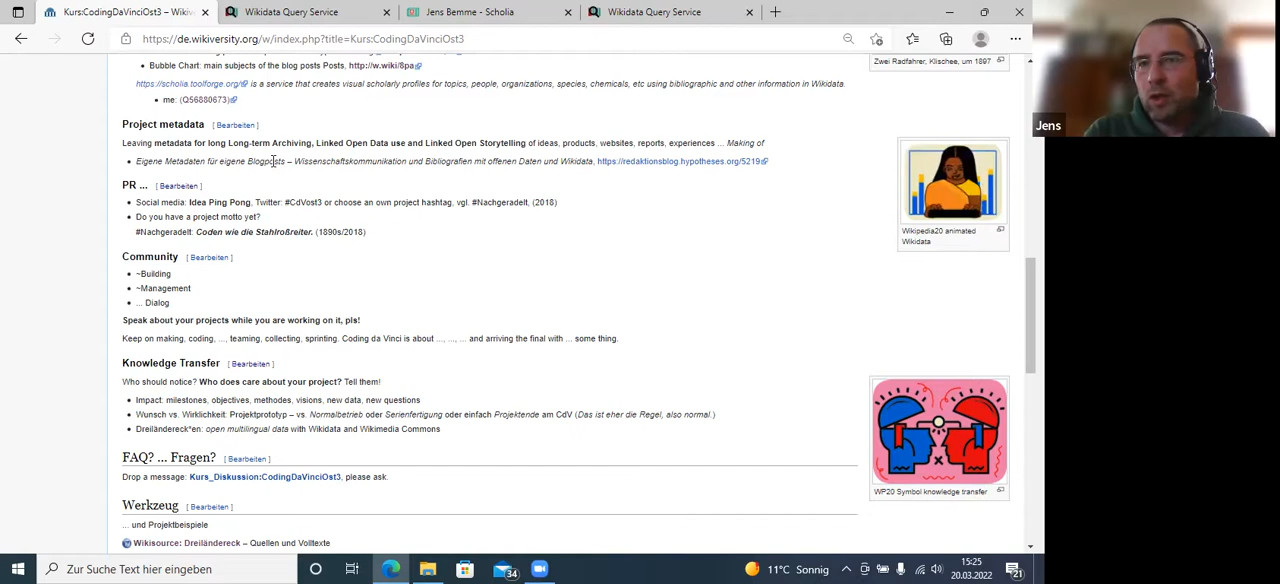 Kurs:CodingDaVinciOst3 – Wikive
Wikidata Query Service
Jens Bemme - Scholia
Wikidata Query Service
https://de.wikiversity.org/w/index.php?title=Kurs:CodingDaVinciOst3
Bubble Chart: main subjects of the blog posts Posts, http://w.wiki/8pa
Zwei Radfahrer, Klischee, um 1897
https://scholia.toolforge.org/ is a service that creates visual scholarly profiles for topics, people, organizations, species, chemicals, etc using bibliographic and other information in Wikidata.
me: (Q56880673)
Jens
Project metadata [ Bearbeiten ]
Leaving metadata for long Long-term Archiving, Linked Open Data use and Linked Open Storytelling of ideas, products, websites, reports, experiences ... Making of
Eigene Metadaten für eigene Blogposts – Wissenschaftskommunikation und Bibliografien mit offenen Daten und Wikidata, https://redaktionsblog.hypotheses.org/5219
PR ... [ Bearbeiten ]
Social media: Idea Ping Pong, Twitter: #CdVost3 or choose an own project hashtag, vgl. #Nachgeradelt, (2018)
Do you have a project motto yet?
#Nachgeradelt: Coden wie die Stahlroßreiter. (1890s/2018)
Wikipedia20 animated
Wikidata
Community [ Bearbeiten ]
~Building
~Management
... Dialog
Speak about your projects while you are working on it, pls!
Keep on making, coding, ..., teaming, collecting, sprinting. Coding da Vinci is about ..., ..., ... and arriving the final with ... some thing.
Knowledge Transfer [ Bearbeiten ]
Who should notice? Who does care about your project? Tell them!
Impact: milestones, objectives, methodes, visions, new data, new questions
Wunsch vs. Wirklichkeit: Projektprototyp – vs. Normalbetrieb oder Serienfertigung oder einfach Projektende am CdV (Das ist eher die Regel, also normal.)
Dreiländereck*en: open multilingual data with Wikidata and Wikimedia Commons
WP20 Symbol knowledge transfer
FAQ? ... Fragen? [ Bearbeiten ]
Drop a message: Kurs_Diskussion:CodingDaVinciOst3, please ask.
Werkzeug [ Bearbeiten ]
... und Projektbeispiele
Wikisource: Dreiländereck – Quellen und Volltexte
Zur Suche Text hier eingeben
34
11°C Sonnig
15:25
20.03.2022
21